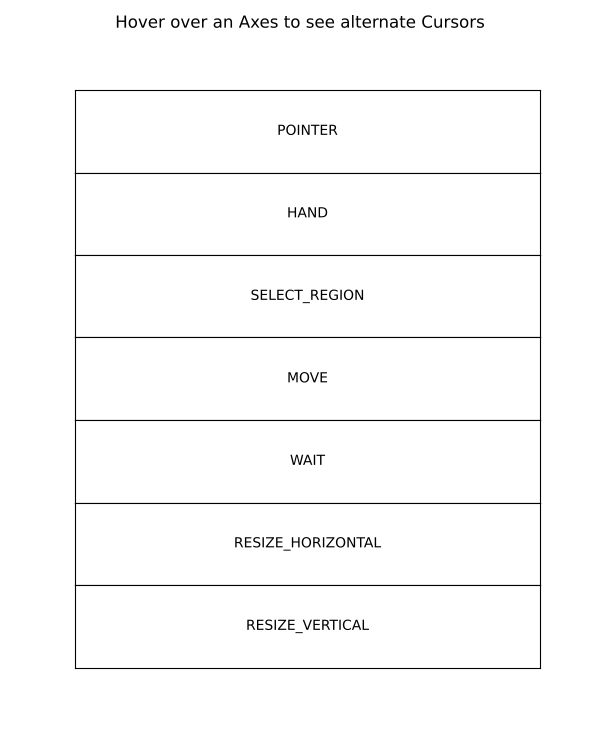 Hover over an Axes to see alternate Cursors
POINTER
HAND
SELECT_REGION
MOVE
WAIT
RESIZE_HORIZONTAL
RESIZE_VERTICAL